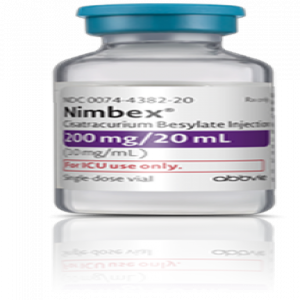 NDC 0074-4382-20
Nimbex®
Cisatracurium Besylate Injection
200 mg/20 mL
(10 mg/mL)
For ICU use only.
Single-dose vial
abbvie